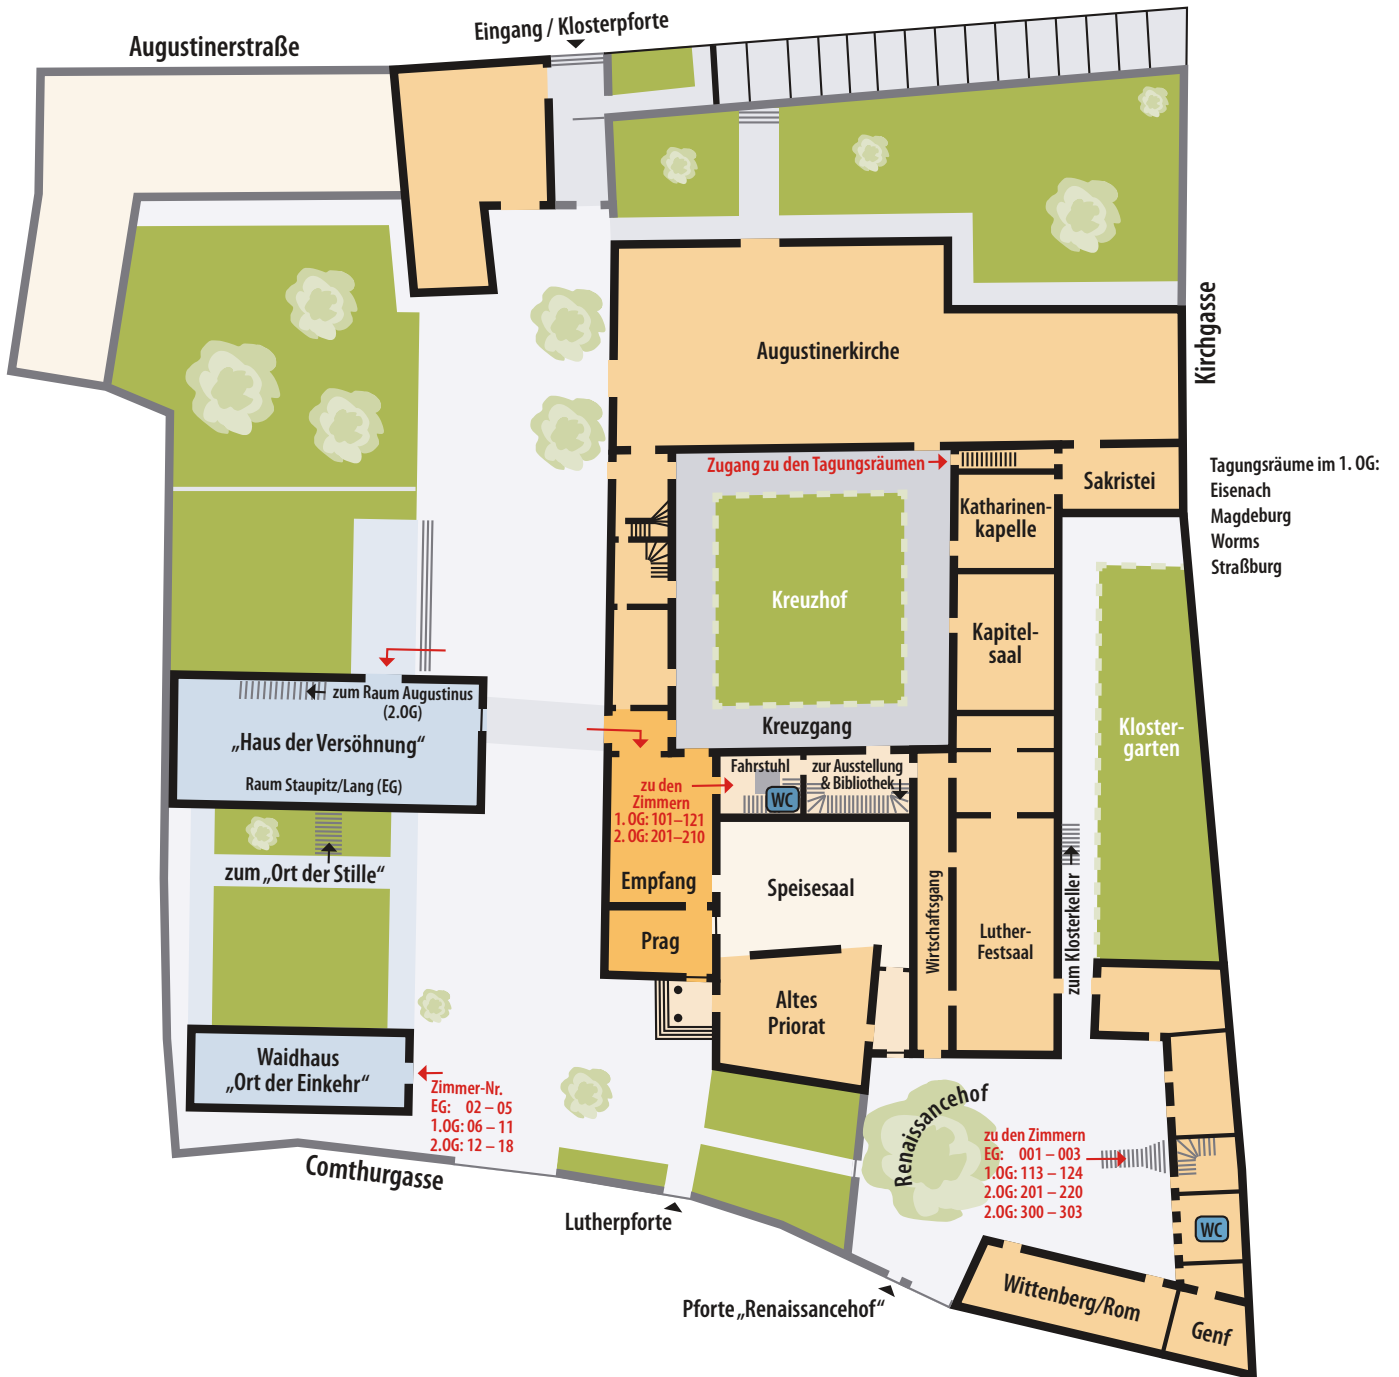 Augustinerstraße
Eingang / Klosterpforte
Kirchgasse
Augustinerkirche
Zugang zu den Tagungsräumen
Sakristei
Katharinen-
kapelle
Tagungsräume im 1. OG:
Eisenach
Magdeburg
Worms
Straßburg
Kreuzhof
Kapitel-
saal
Kreuzgang
Kloster-
garten
zum Raum Augustinus
(2.OG)
„Haus der Versöhnung“
Raum Staupitz/Lang (EG)
Fahrstuhl
zur Ausstellung
& Bibliothek
WC
zu den
Zimmern
1. OG: 101–121
2. OG: 201–210
Empfang
Speisesaal
Prag
Wirtschaftsgang
Luther-
Festsaal
zum Klosterkeller
zum „Ort der Stille“
Altes
Priorat
Waidhaus
„Ort der Einkehr“
Zimmer-Nr.
EG: 02 – 05
1.OG: 06 – 11
2.OG: 12 – 18
Renaissancehof
zu den Zimmern
EG: 001 – 003
1.OG: 113 – 124
2.OG: 201 – 220
2.OG: 300 – 303
WC
Comthurgasse
Lutherpforte
Pforte „Renaissancehof“
Wittenberg/Rom
Genf